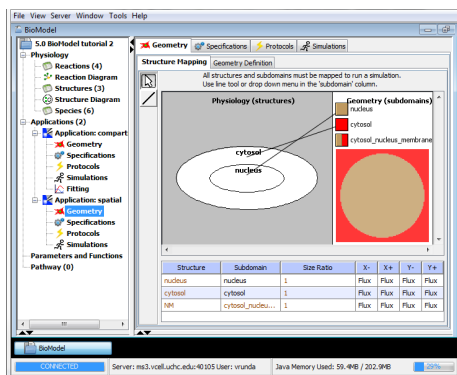 File View Server Window Tools Help
BioModel
5.0 BioModel tutorial 2
Physiology
Reactions (4)
Reaction Diagram
Structures (3)
Structure Diagram
Species (6)
Applications (2)
Application: compart
Geometry
Specifications
Protocols
Simulations
Fitting
Application: spatial
Geometry
Specifications
Protocols
Simulations
Parameters and Functions
Pathway (0)
Geometry Specifications Protocols Simulations
Structure Mapping Geometry Definition
All structures and subdomains must be mapped to run a simulation.
Use line tool or drop down menu in the 'subdomain' column.
Physiology (structures)
Geometry (subdomains)
nucleus
cytosol
cytosol_nucleus_membrane
cytosol
nucleus
Structure Subdomain Size Ratio X- X+ Y- Y+
nucleus nucleus 1 Flux Flux Flux Flux
cytosol cytosol 1 Flux Flux Flux Flux
NM cytosol_nucleu... 1 Flux Flux Flux Flux
BioModel
CONNECTED Server: ms3.vcell.uchc.edu:40105 User: vrunda Java Memory Used: 59.4MB / 202.9MB 29%